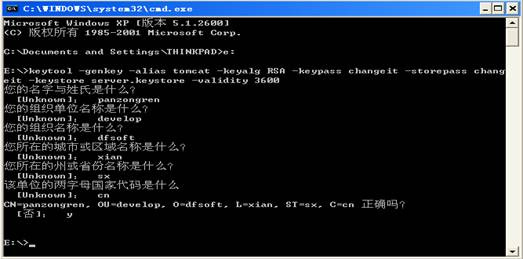 C:\WINDOWS\system32\cmd.exe
Microsoft Windows XP [版本 5.1.2600]
(C) 版权所有 1985-2001 Microsoft Corp.
C:\Documents and Settings\THINKPAD>e:
E:\>keytool -genkey -alias tomcat -keyalg RSA -keypass changeit -storepass chang
eit -keystore server.keystore -validity 3600
您的名字与姓氏是什么?
[Unknown]: panzongren
您的组织单位名称是什么?
[Unknown]: develop
您的组织名称是什么?
[Unknown]: dfsoft
您所在的城市或区域名称是什么?
[Unknown]: xian
您所在的州或省份名称是什么?
[Unknown]: sx
该单位的两字母国家代码是什么
[Unknown]: cn
CN=panzongren, OU=develop, O=dfsoft, L=xian, ST=sx, C=cn 正确吗?
[否]: y
E:\>_